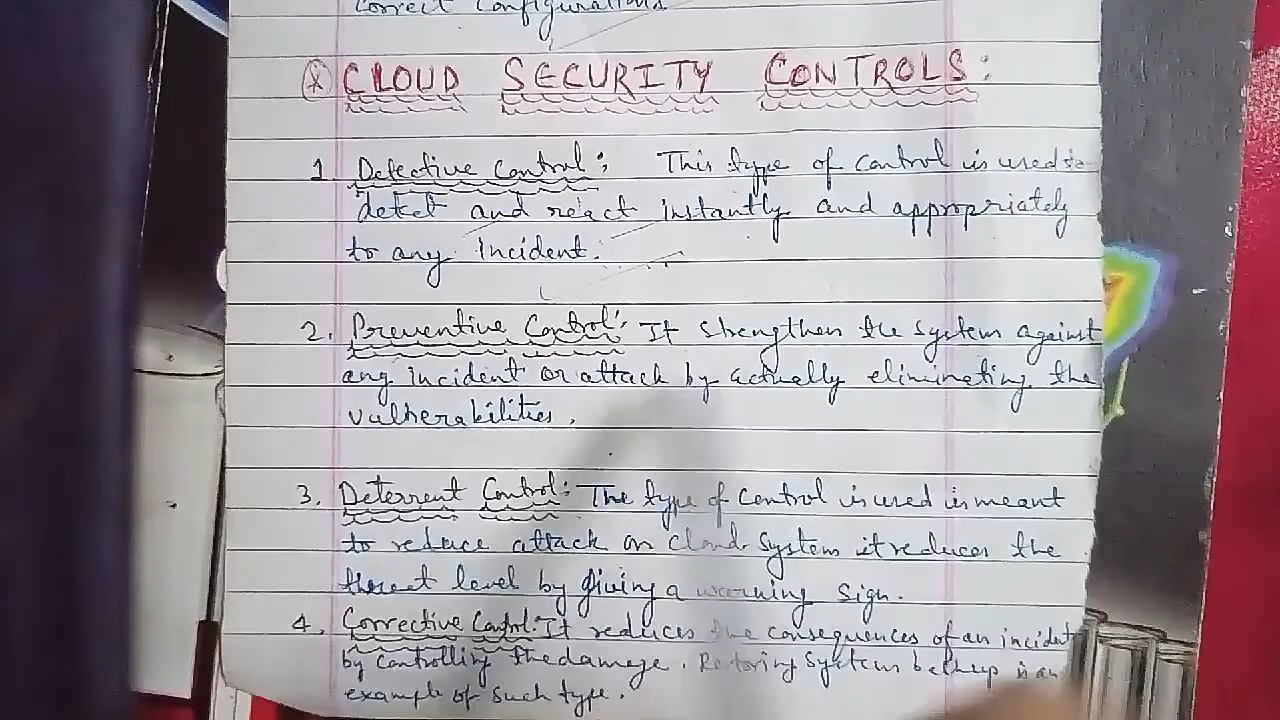 Correct Configurations
* CLOUD SECURITY CONTROLS:
1. Detective Control: This type of Control is used to
detect and react instantly and appropriately
to any incident.
2. Preventive Control: It strengthen the system against
any incident or attack by actually eliminating the
vulnerabilities.
3. Deterrent Control: The type of Control is used is meant
to reduce attack on cloud System it reduces the
threat level by giving a warning sign.
4. Corrective Control: It reduces the consequences of an incident
by controlling the damage. Restoring System backup is an
example of such type.